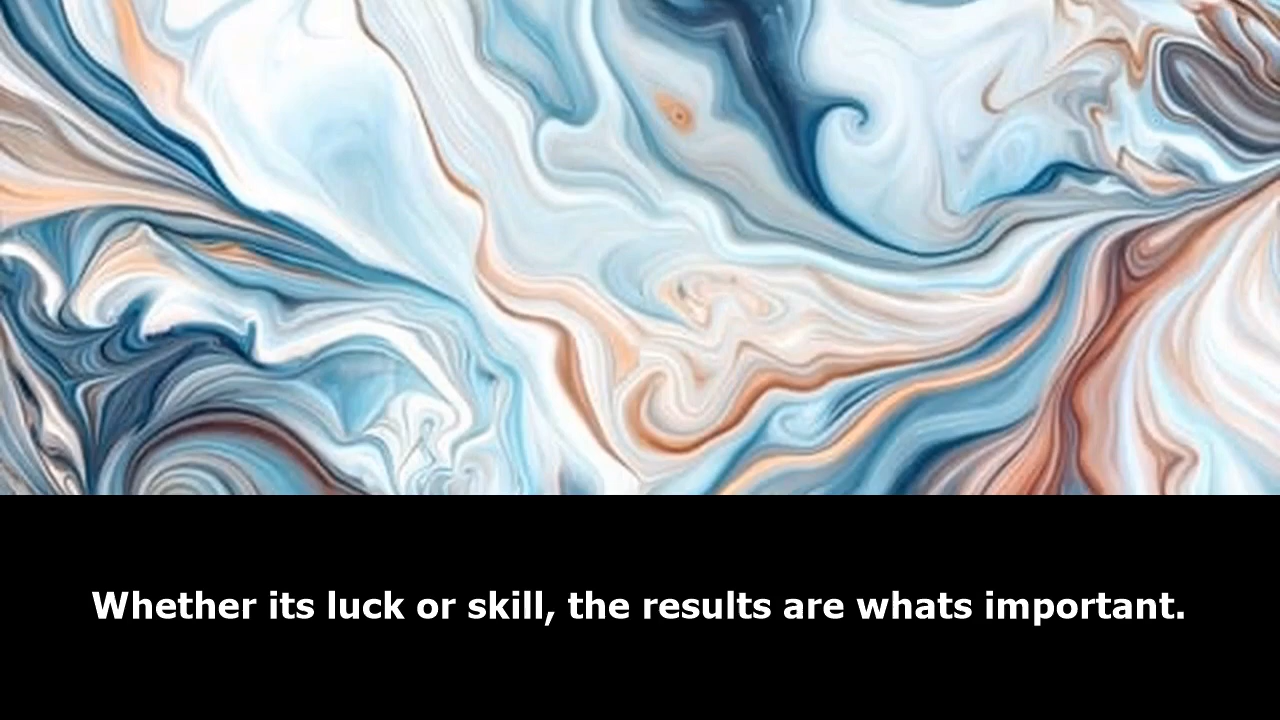 Whether its luck or skill, the results are whats important.